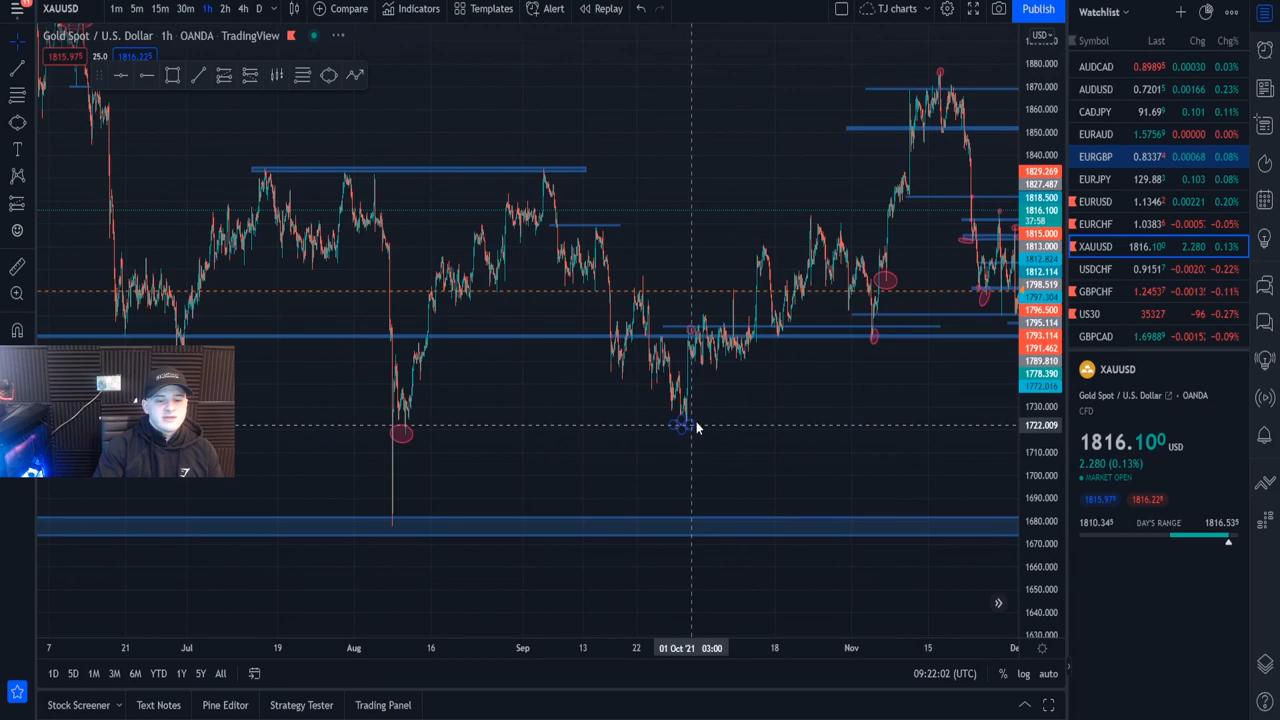 XAUUSD
1m 5m 15m 30m 1h 2h 4h D
Compare
Indicators
Templates
Alert
Replay
TJ charts
Publish
Gold Spot / U.S. Dollar 1h OANDA TradingView
1815.975 25.0 1816.225
USD
1880.000
1870.000
1860.000
1850.000
1840.000
1829.269
1827.487
1818.500
1816.100
37:58
1815.000
1813.000
1812.824
1812.114
1798.519
1797.304
1796.500
1795.114
1793.114
1791.462
1789.810
1778.390
1772.016
1730.000
1722.009
1710.000
1700.000
1690.000
1680.000
1670.000
1660.000
1650.000
1640.000
1630.000
7 21 Jul 19 Aug 16 Sep 13 22 01 Oct '21 03:00 18 Nov 15 De
1D 5D 1M 3M 6M YTD 1Y 5Y All
09:22:02 (UTC) % log auto
Stock Screener Text Notes Pine Editor Strategy Tester Trading Panel
Watchlist
Symbol Last Chg Chg%
AUDCAD 0.89895 0.00030 0.03%
AUDUSD 0.72015 0.00166 0.23%
CADJPY 91.699 0.101 0.11%
EURAUD 1.57569 0.00000 0.00%
EURGBP 0.83374 0.00068 0.08%
EURJPY 129.883 0.103 0.08%
EURUSD 1.13462 0.00221 0.20%
EURCHF 1.03836 -0.0005 -0.05%
XAUUSD 1816.100 2.280 0.13%
USDCHF 0.91517 -0.0020 -0.22%
GBPCHF 1.24537 -0.0013 -0.11%
US30 35327 -96 -0.27%
GBPCAD 1.69889 -0.0015 -0.09%
XAUUSD
Gold Spot / U.S. Dollar OANDA
CFD
1816.100 USD
2.280 (0.13%)
MARKET OPEN
1815.975 1816.225
1810.345 DAY'S RANGE 1816.535